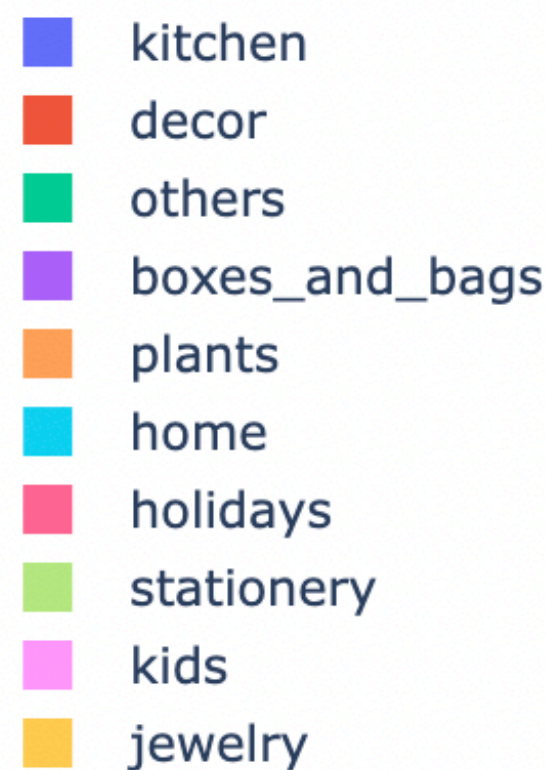 kitchen
decor
others
boxes_and_bags
plants
home
holidays
stationery
kids
jewelry